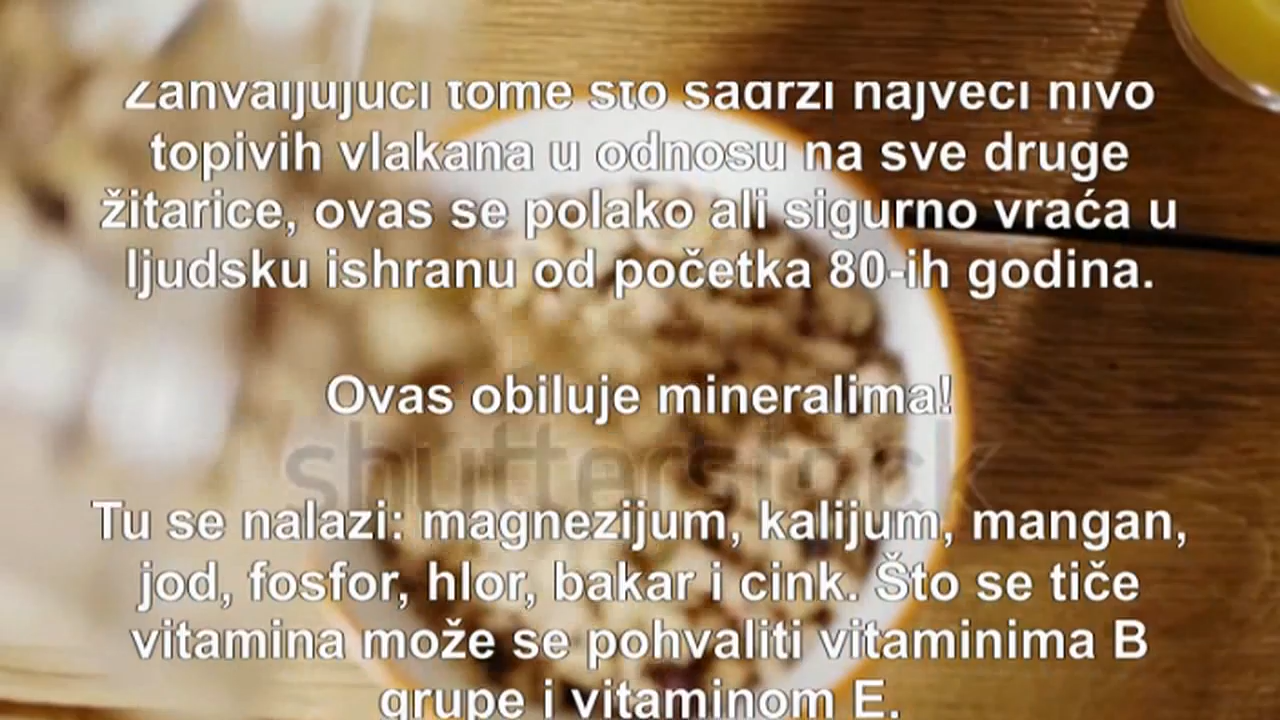 Zahvaljujući tome što sadrži najveći nivo
topivih vlakana u odnosu na sve druge
žitarice, ovas se polako ali sigurno vraća u
ljudsku ishranu od početka 80-ih godina.
Ovas obiluje mineralima!
shutterstock
Tu se nalazi: magnezijum, kalijum, mangan,
jod, fosfor, hlor, bakar i cink. Što se tiče
vitamina može se pohvaliti vitaminima B
grupe i vitaminom E.